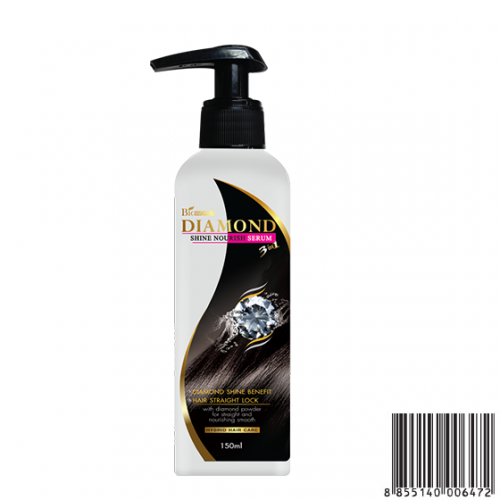 DIAMOND
SHINE NOURISH SERUM
3 in 1
DIAMOND SHINE BENEFIT
HAIR STRAIGHT LOCK
with diamond powder
for straight and
nourishing smooth
HYBRID HAIR CARE
150ml
8 855140 006472